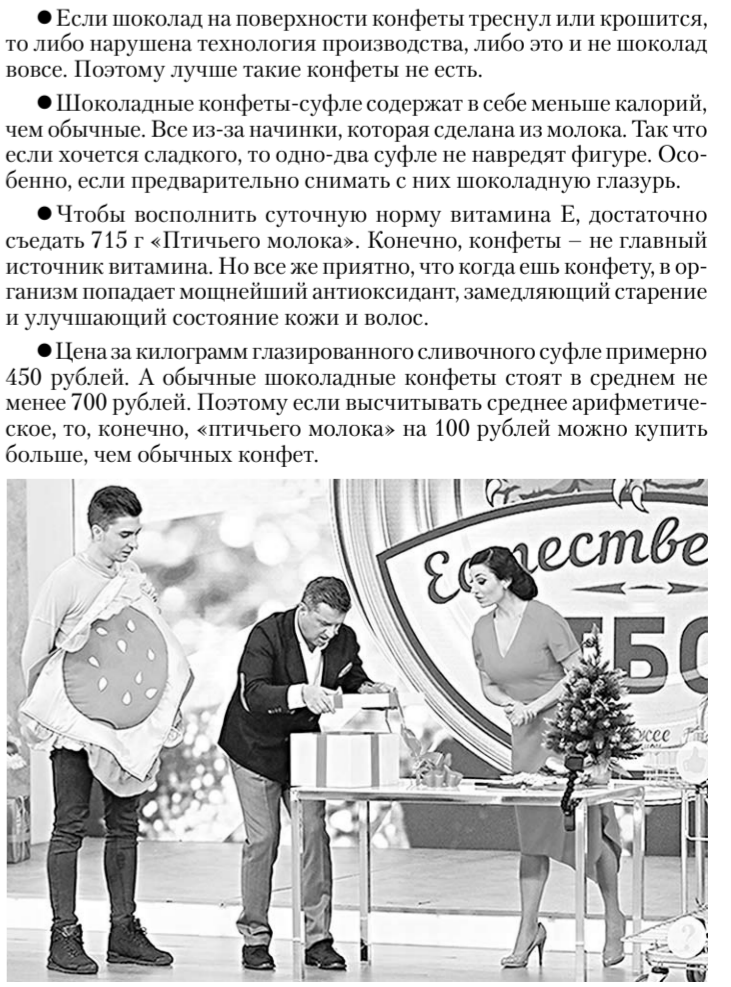 ● Если шоколад на поверхности конфеты треснул или крошится,
то либо нарушена технология производства, либо это и не шоколад
вовсе. Поэтому лучше такие конфеты не есть.
● Шоколадные конфеты-суфле содержат в себе меньше калорий,
чем обычные. Все из-за начинки, которая сделана из молока. Так что
если хочется сладкого, то одно-два суфле не навредят фигуре. Осо-
бенно, если предварительно снимать с них шоколадную глазурь.
● Чтобы восполнить суточную норму витамина Е, достаточно
съедать 715 г «Птичьего молока». Конечно, конфеты – не главный
источник витамина. Но все же приятно, что когда ешь конфету, в ор-
ганизм попадает мощнейший антиоксидант, замедляющий старение
и улучшающий состояние кожи и волос.
● Цена за килограмм глазированного сливочного суфле примерно
450 рублей. А обычные шоколадные конфеты стоят в среднем не
менее 700 рублей. Поэтому если высчитывать среднее арифметиче-
ское, то, конечно, «птичьего молока» на 100 рублей можно купить
больше, чем обычных конфет.
Естестве
ТБО
?